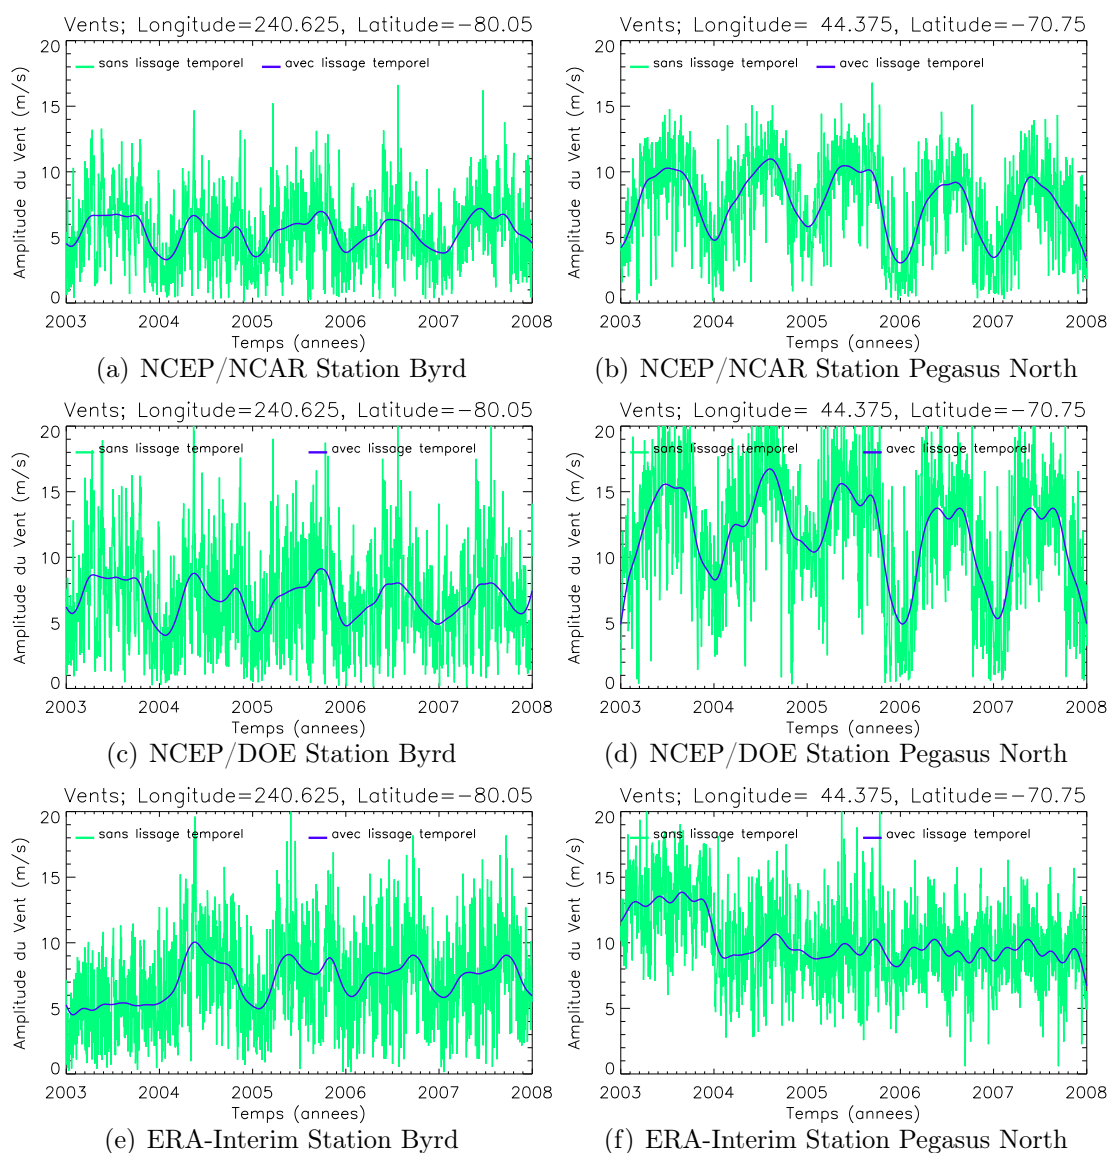 Vents; Longitude=240.625, Latitude=−80.05
Vents; Longitude= 44.375, Latitude=−70.75
20
15
10
5
0
Amplitude du Vent (m/s)
sans lissage temporel
avec lissage temporel
2003 2004 2005 2006 2007 2008
Temps (annees)
20
15
10
5
0
Amplitude du Vent (m/s)
sans lissage temporel
avec lissage temporel
2003 2004 2005 2006 2007 2008
Temps (annees)
(a) NCEP/NCAR Station Byrd
(b) NCEP/NCAR Station Pegasus North
Vents; Longitude=240.625, Latitude=−80.05
Vents; Longitude= 44.375, Latitude=−70.75
20
15
10
5
0
Amplitude du Vent (m/s)
sans lissage temporel
avec lissage temporel
2003 2004 2005 2006 2007 2008
Temps (annees)
20
15
10
5
0
Amplitude du Vent (m/s)
sans lissage temporel
avec lissage temporel
2003 2004 2005 2006 2007 2008
Temps (annees)
(c) NCEP/DOE Station Byrd
(d) NCEP/DOE Station Pegasus North
Vents; Longitude=240.625, Latitude=−80.05
Vents; Longitude= 44.375, Latitude=−70.75
20
15
10
5
0
Amplitude du Vent (m/s)
sans lissage temporel
avec lissage temporel
2003 2004 2005 2006 2007 2008
Temps (annees)
20
15
10
5
0
Amplitude du Vent (m/s)
sans lissage temporel
avec lissage temporel
2003 2004 2005 2006 2007 2008
Temps (annees)
(e) ERA-Interim Station Byrd
(f) ERA-Interim Station Pegasus North